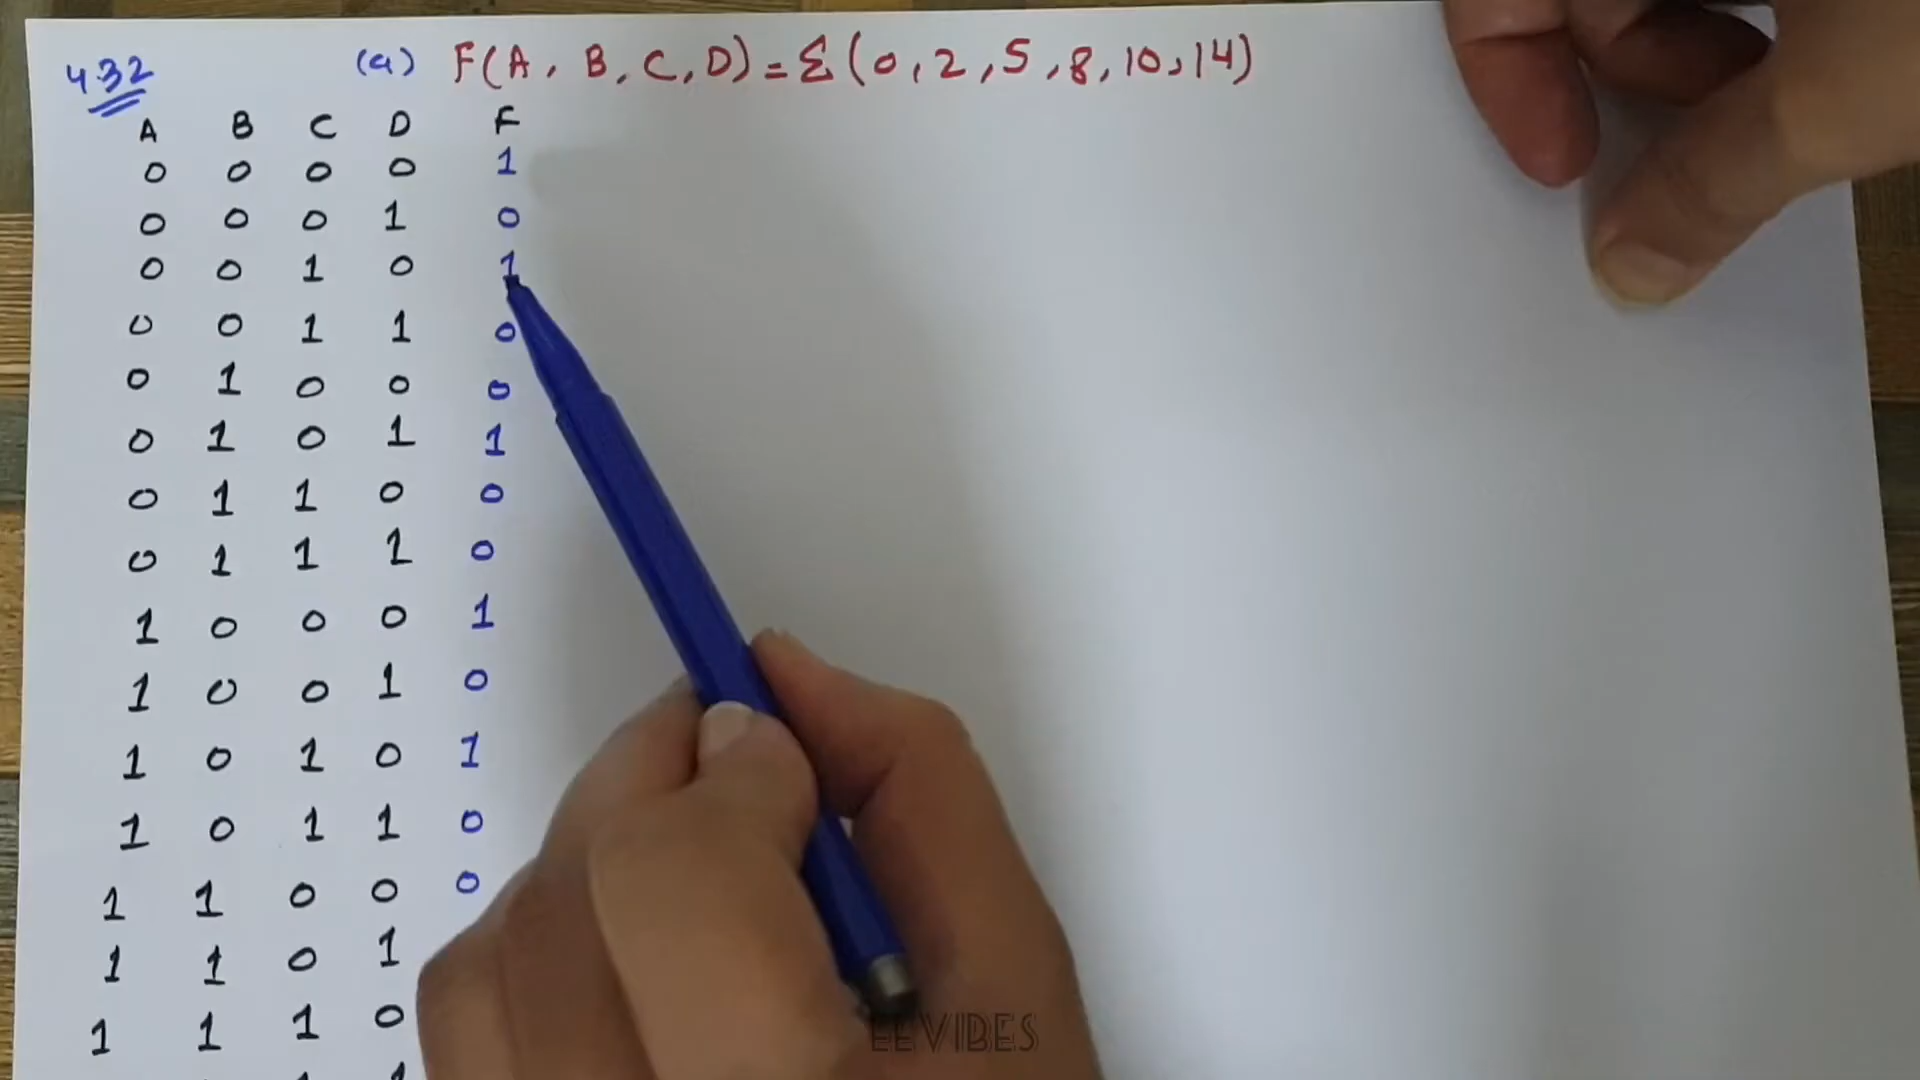 4.32 (a) F(A, B, C, D) = Σ(0, 2, 5, 8, 10, 14)
A B C D F
0 0 0 0 1
0 0 0 1 0
0 0 1 0 1
0 0 1 1 0
0 1 0 0 0
0 1 0 1 1
0 1 1 0 0
0 1 1 1 0
1 0 0 0 1
1 0 0 1 0
1 0 1 0 1
1 0 1 1 0
1 1 0 0 0
1 1 0 1
1 1 1 0
EEVIBES